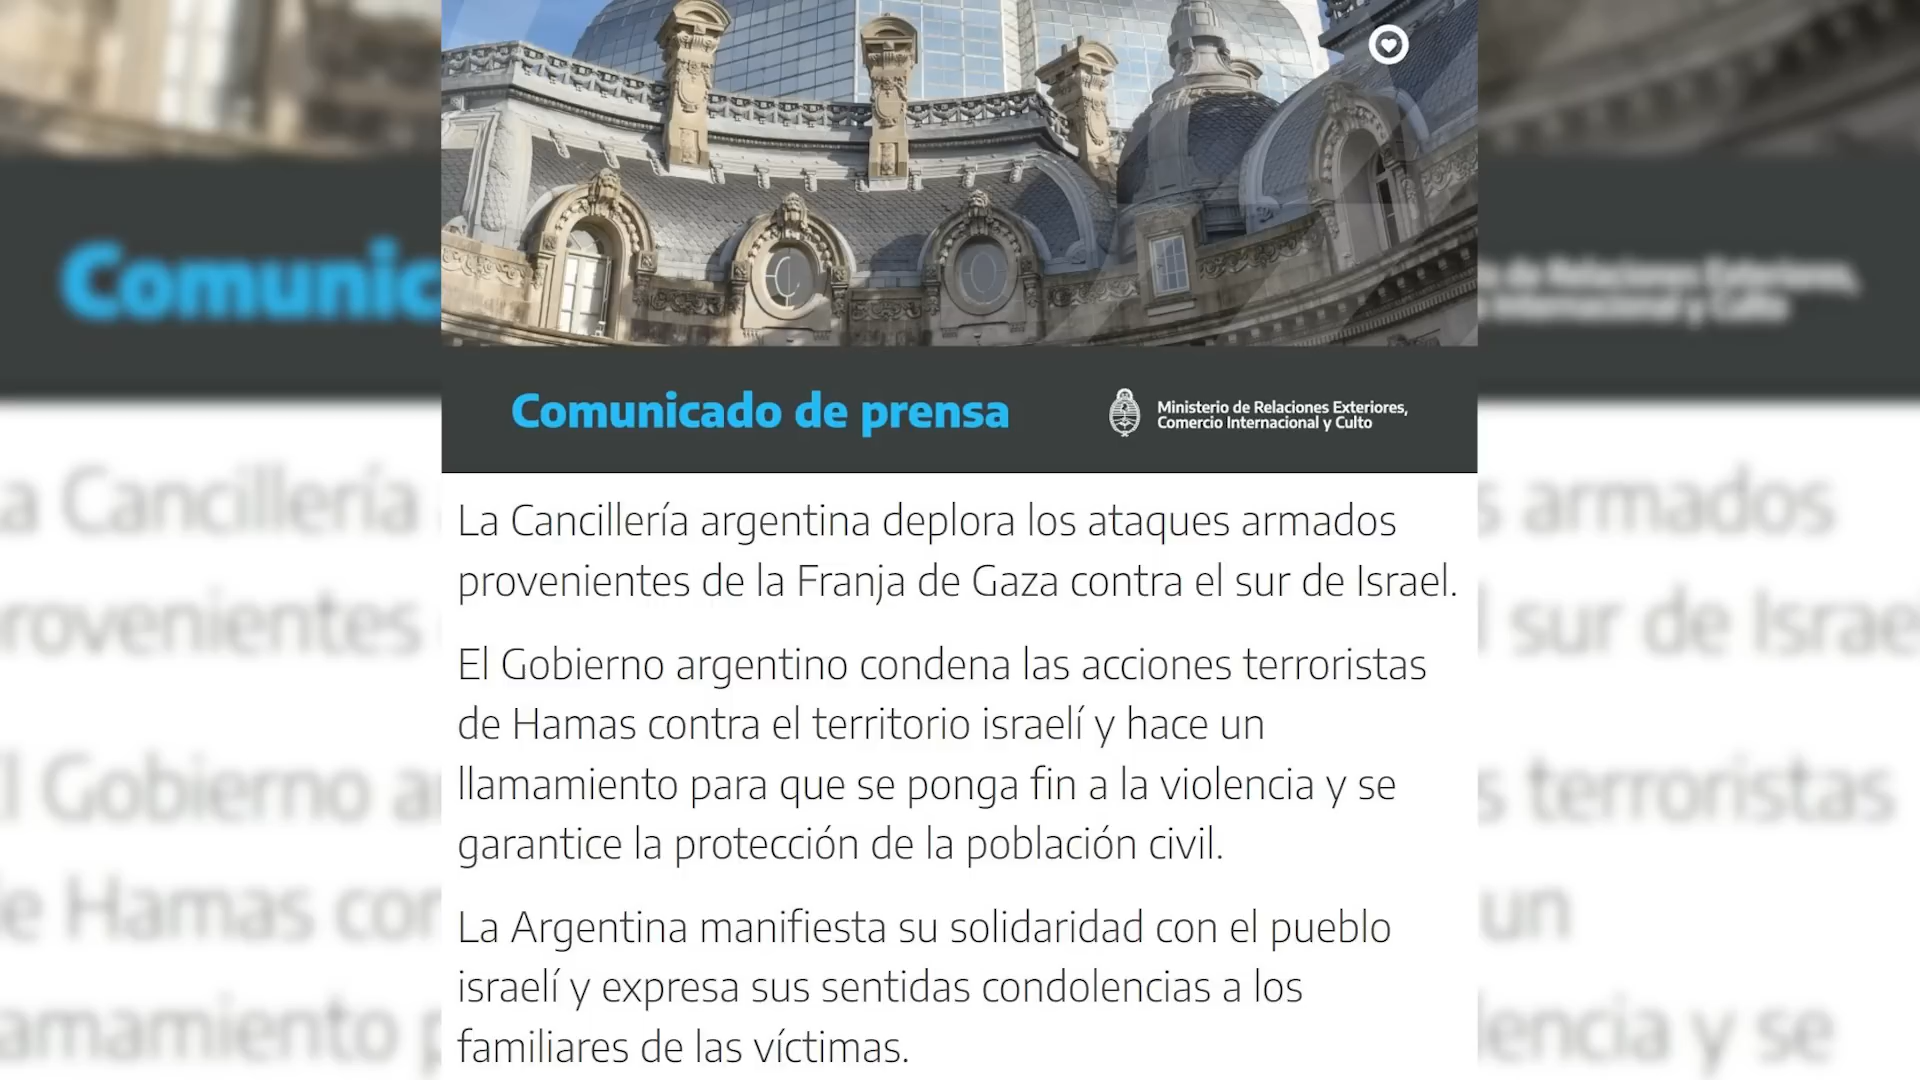 Comunicado de prensa
Ministerio de Relaciones Exteriores,
Comercio Internacional y Culto
La Cancillería argentina deplora los ataques armados
provenientes de la Franja de Gaza contra el sur de Israel.
El Gobierno argentino condena las acciones terroristas
de Hamas contra el territorio israelí y hace un
llamamiento para que se ponga fin a la violencia y se
garantice la protección de la población civil.
La Argentina manifiesta su solidaridad con el pueblo
israelí y expresa sus sentidas condolencias a los
familiares de las víctimas.